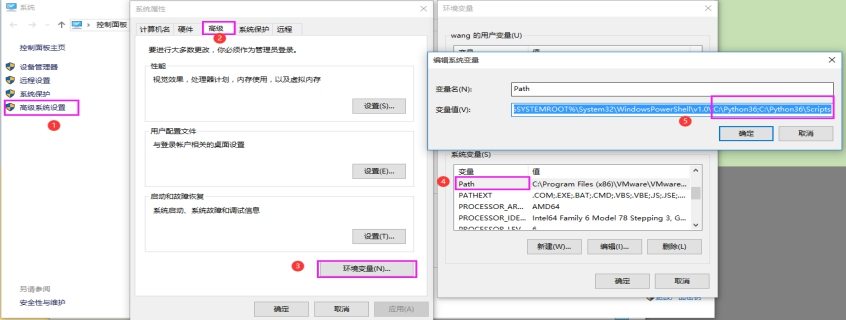 系统
控制面板
控制面板主页
设备管理器
远程设置
系统保护
高级系统设置
1
另请参阅
安全性与维护
系统属性
计算机名 硬件 高级 系统保护 远程
2
要进行大多数更改，你必须作为管理员登录。
性能
视觉效果，处理器计划，内存使用，以及虚拟内存
设置(S)...
用户配置文件
与登录帐户相关的桌面设置
设置(E)...
启动和故障恢复
系统启动、系统故障和调试信息
设置(T)...
3
环境变量(N)...
确定 取消 应用(A)
环境变量
wang 的用户变量(U)
编辑系统变量
变量名(N): Path
变量值(V): ;SYSTEMROOT%\System32\WindowsPowerShell\v1.0\;C:\Python36;C:\Python36\Scripts
5
确定 取消
系统变量(S)
变量 值
4
Path C:\Program Files (x86)\VMware\VMware...
PATHEXT .COM;.EXE;.BAT;.CMD;.VBS;.VBE;.JS;.JSE;...
PROCESSOR_AR... AMD64
PROCESSOR_IDE... Intel64 Family 6 Model 78 Stepping 3, G...
新建(W)... 编辑(I)... 删除(L)
确定 取消